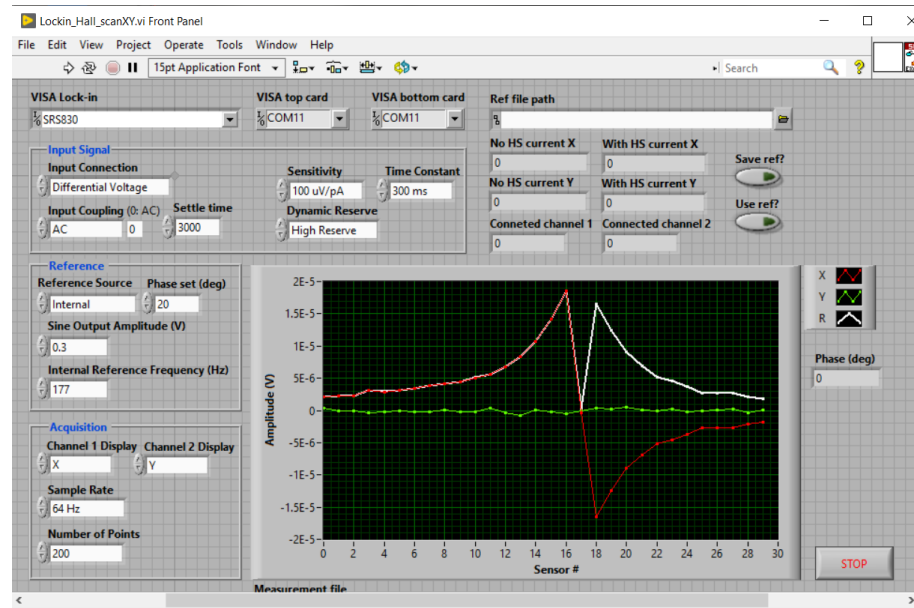 Lockin_Hall_scanXY.vi Front Panel
File Edit View Project Operate Tools Window Help
15pt Application Font
Search
VISA Lock-in
SRS830
VISA top card
COM11
VISA bottom card
COM11
Ref file path
Input Signal
Input Connection
Differential Voltage
Input Coupling (0: AC)
AC 0
Settle time
3000
Sensitivity
100 uV/pA
Time Constant
300 ms
Dynamic Reserve
High Reserve
No HS current X
0
With HS current X
0
No HS current Y
0
With HS current Y
0
Conneted channel 1
0
Connected channel 2
0
Save ref?
Use ref?
Reference
Reference Source
Internal
Phase set (deg)
20
Sine Output Amplitude (V)
0.3
Internal Reference Frequency (Hz)
177
Acquisition
Channel 1 Display
X
Channel 2 Display
Y
Sample Rate
64 Hz
Number of Points
200
Amplitude (V)
2E-5
1.5E-5
1E-5
5E-6
0
-5E-6
-1E-5
-1.5E-5
-2E-5
0 2 4 6 8 10 12 14 16 18 20 22 24 26 28 30
Sensor #
X
Y
R
Phase (deg)
0
STOP
Measurement file